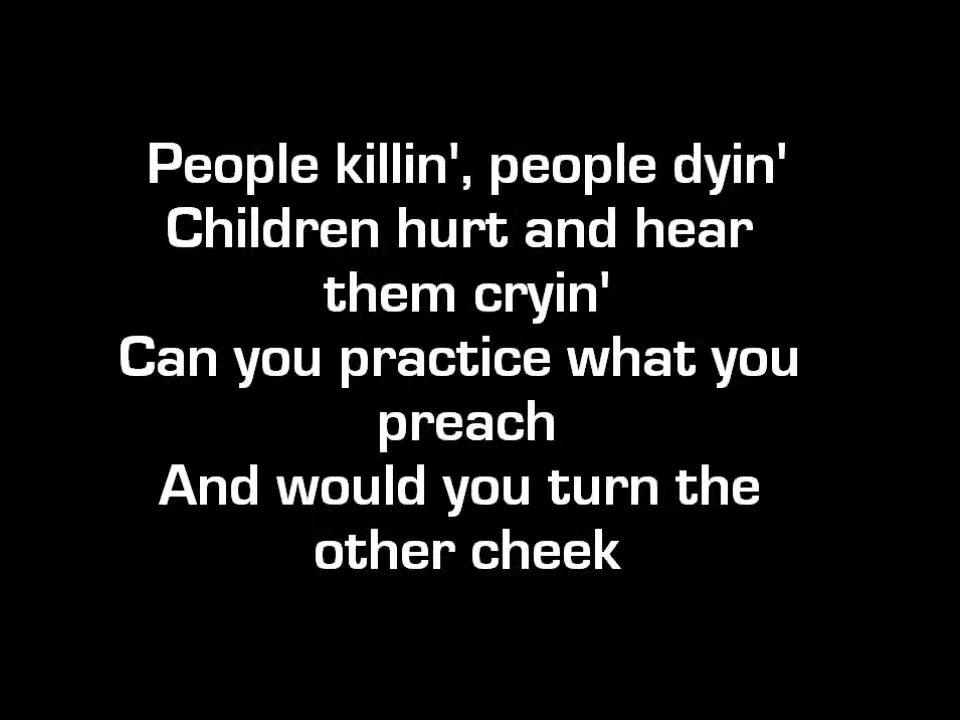 People killin', people dyin'
Children hurt and hear
them cryin'
Can you practice what you
preach
And would you turn the
other cheek